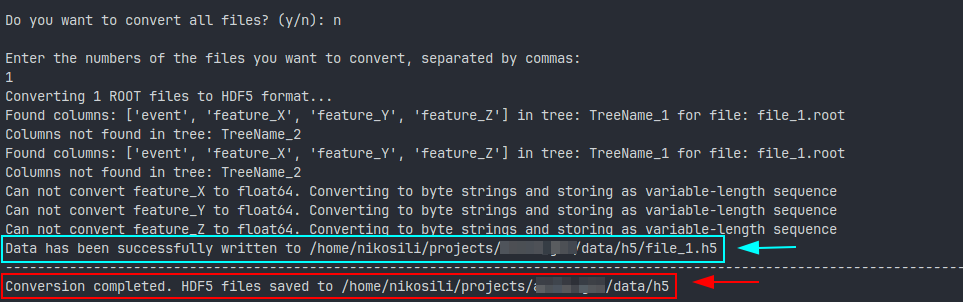 Do you want to convert all files? (y/n): n
Enter the numbers of the files you want to convert, separated by commas:
1
Converting 1 ROOT files to HDF5 format...
Found columns: ['event', 'feature_X', 'feature_Y', 'feature_Z'] in tree: TreeName_1 for file: file_1.root
Columns not found in tree: TreeName_2
Found columns: ['event', 'feature_X', 'feature_Y', 'feature_Z'] in tree: TreeName_1 for file: file_1.root
Columns not found in tree: TreeName_2
Can not convert feature_X to float64. Converting to byte strings and storing as variable-length sequence
Can not convert feature_Y to float64. Converting to byte strings and storing as variable-length sequence
Can not convert feature_Z to float64. Converting to byte strings and storing as variable-length sequence
Data has been successfully written to /home/nikosili/projects/ /data/h5/file_1.h5
Conversion completed. HDF5 files saved to /home/nikosili/projects/ /data/h5